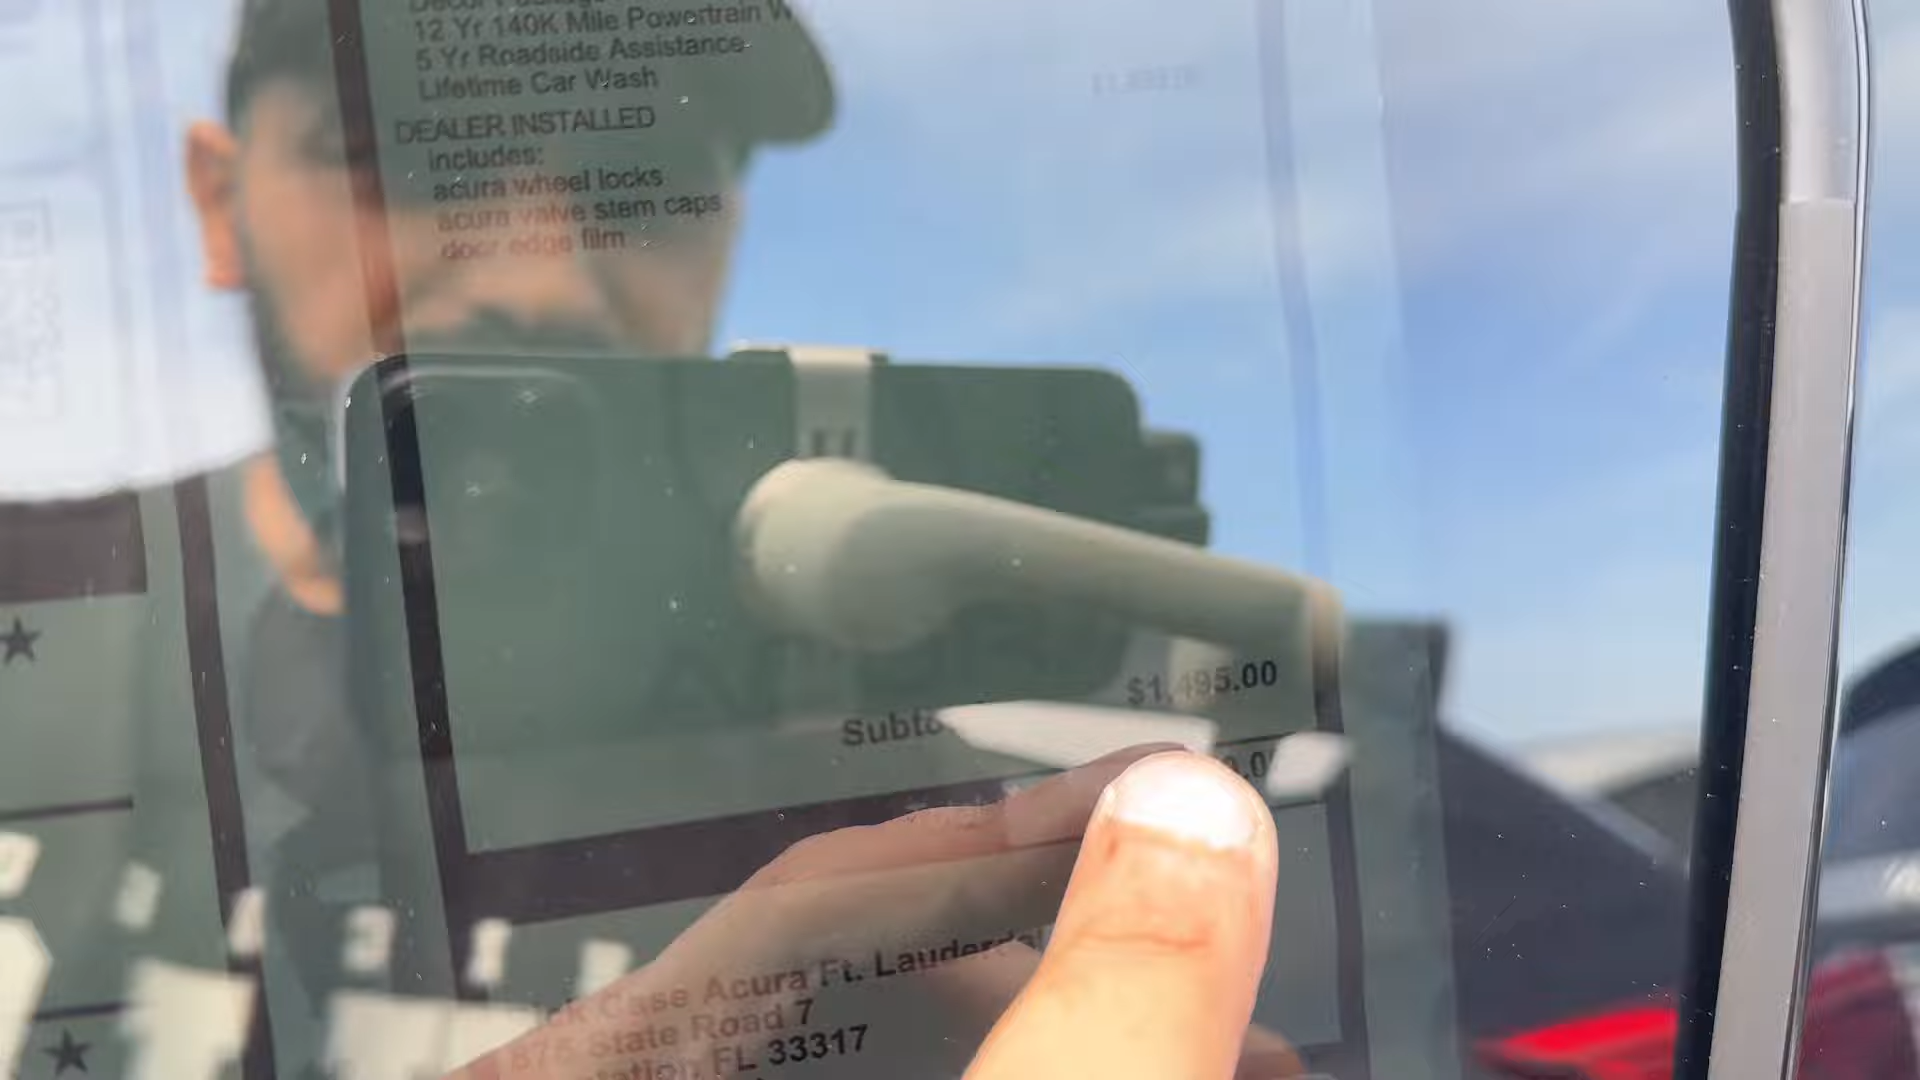 12 Yr 140K Mile Powertrain
5 Yr Roadside Assistance
Lifetime Car Wash
DEALER INSTALLED
includes:
acura wheel locks
acura valve stem caps
door edge film
$1,495.00
Case Acura Ft.
State Road 7
FL 33317